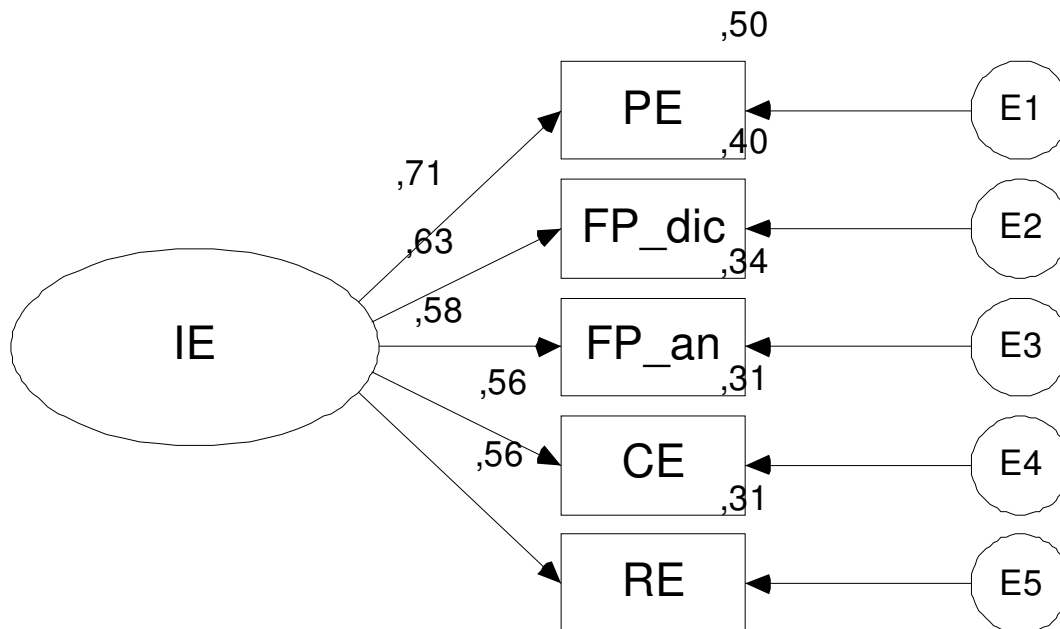 ,50
PE
E1
,40
,71
FP_dic
E2
,63
,34
,58
IE
FP_an
E3
,56
,31
CE
E4
,56
,31
RE
E5